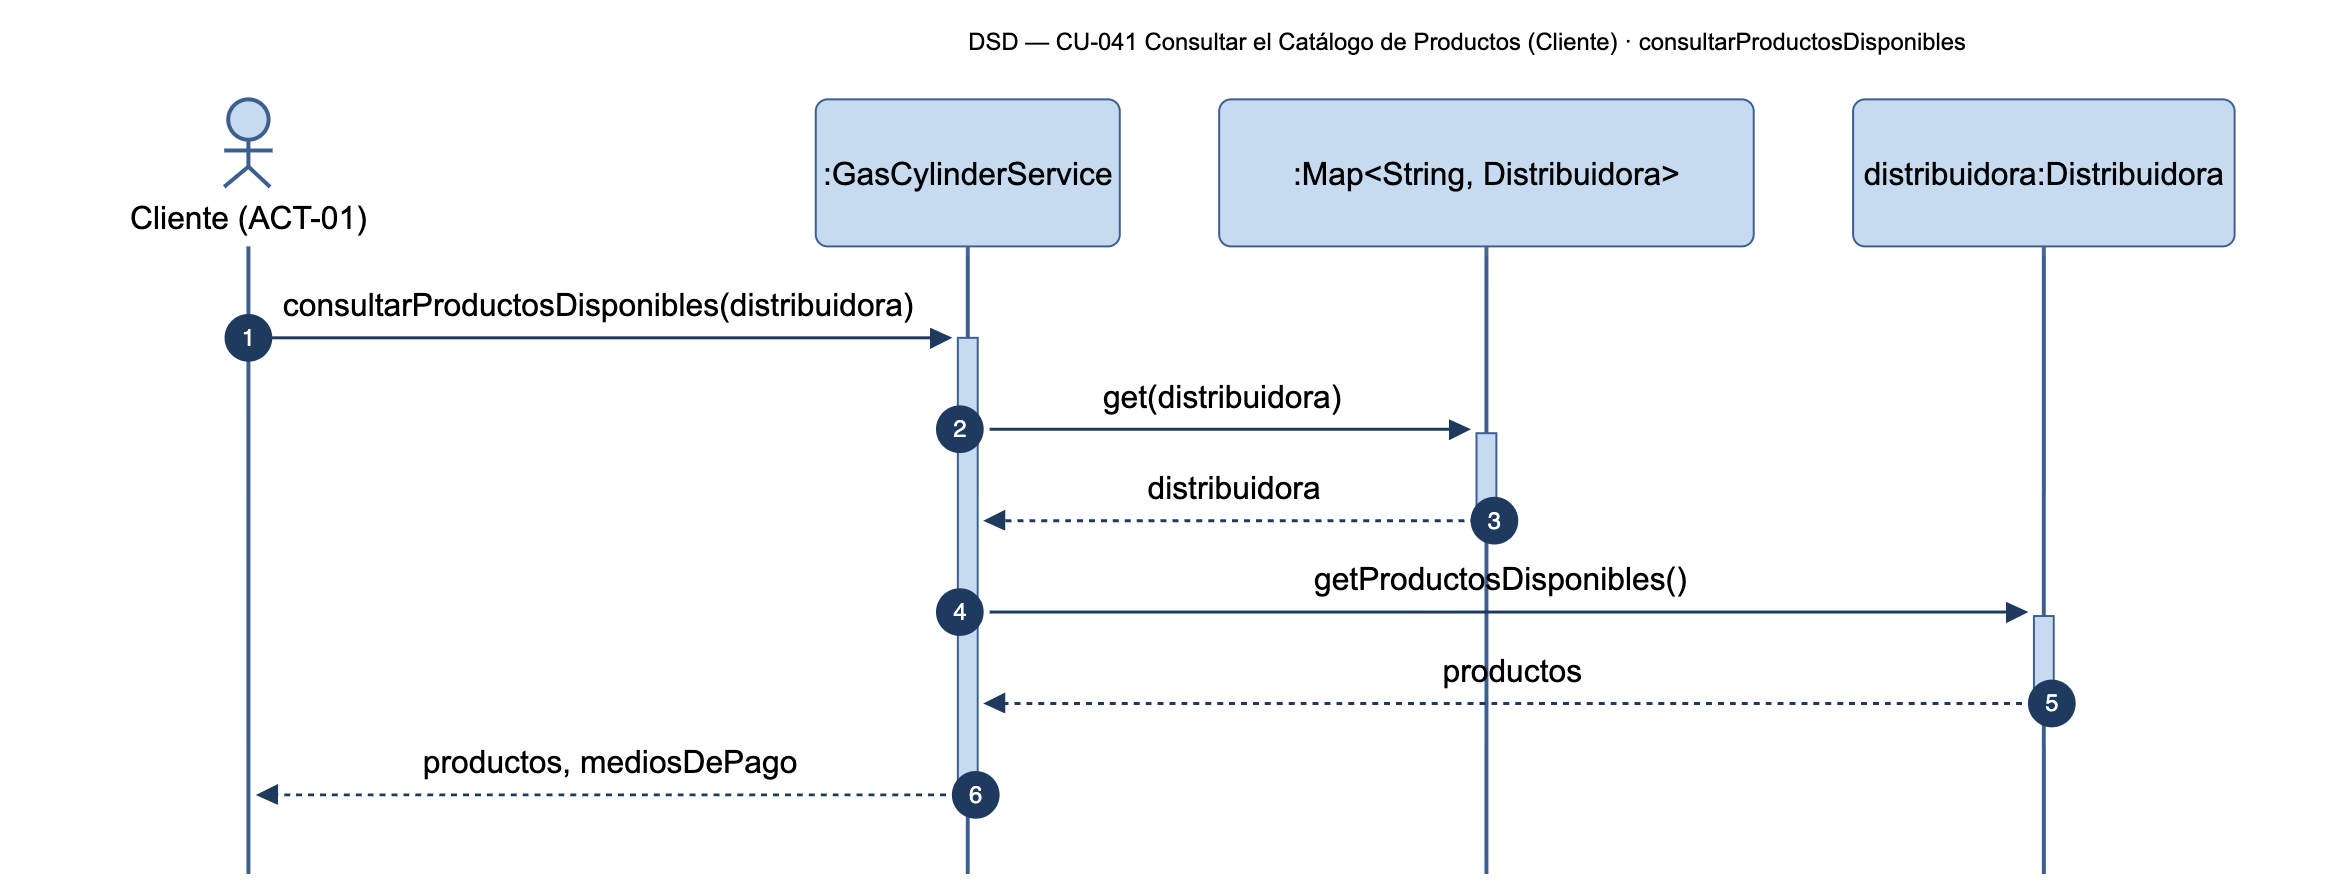 DSD — CU-041 Consultar el Catálogo de Productos (Cliente) · consultarProductosDisponibles
Cliente (ACT-01)
:GasCylinderService
:Map<String, Distribuidora>
distribuidora:Distribuidora
consultarProductosDisponibles(distribuidora)
1
get(distribuidora)
2
distribuidora
3
getProductosDisponibles()
4
productos
5
productos, mediosDePago
6